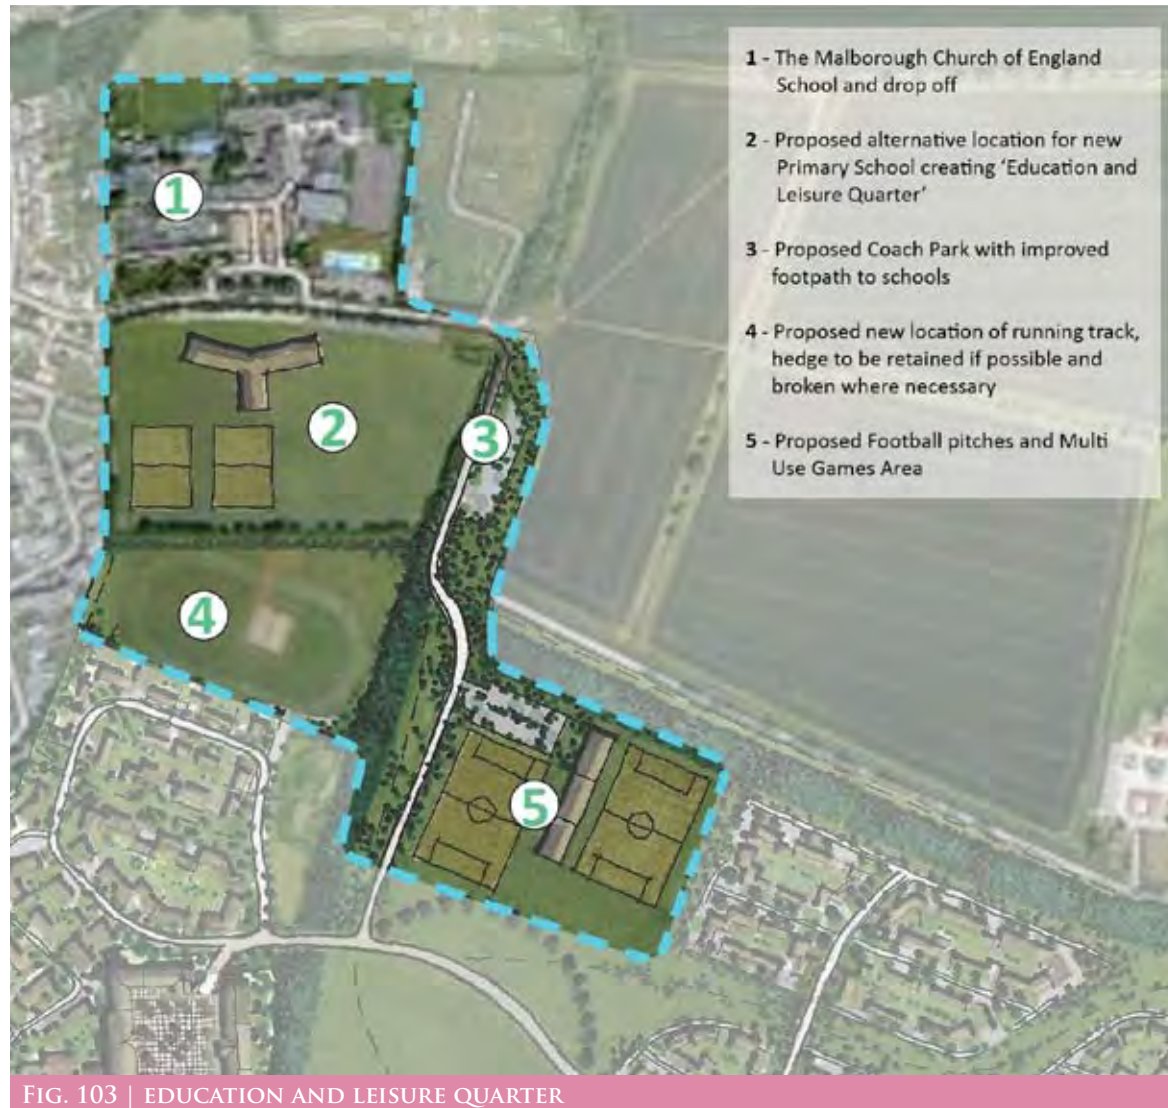 1 - The Malborough Church of England
School and drop off
2 - Proposed alternative location for new
Primary School creating ‘Education and
Leisure Quarter’
3 - Proposed Coach Park with improved
footpath to schools
4 - Proposed new location of running track,
hedge to be retained if possible and
broken where necessary
5 - Proposed Football pitches and Multi
Use Games Area
1
2
3
4
5
FIG. 103 | EDUCATION AND LEISURE QUARTER